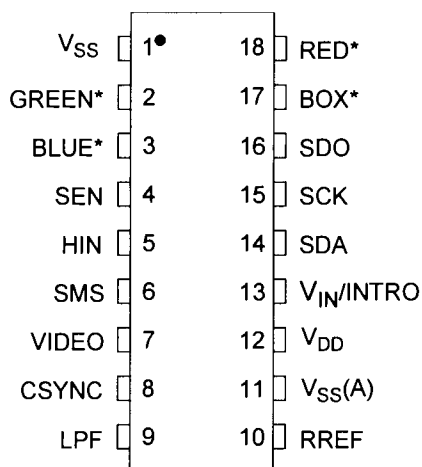 VSS 1 18 RED*
GREEN* 2 17 BOX*
BLUE* 3 16 SDO
SEN 4 15 SCK
HIN 5 14 SDA
SMS 6 13 VIN/INTRO
VIDEO 7 12 VDD
CSYNC 8 11 VSS(A)
LPF 9 10 RREF